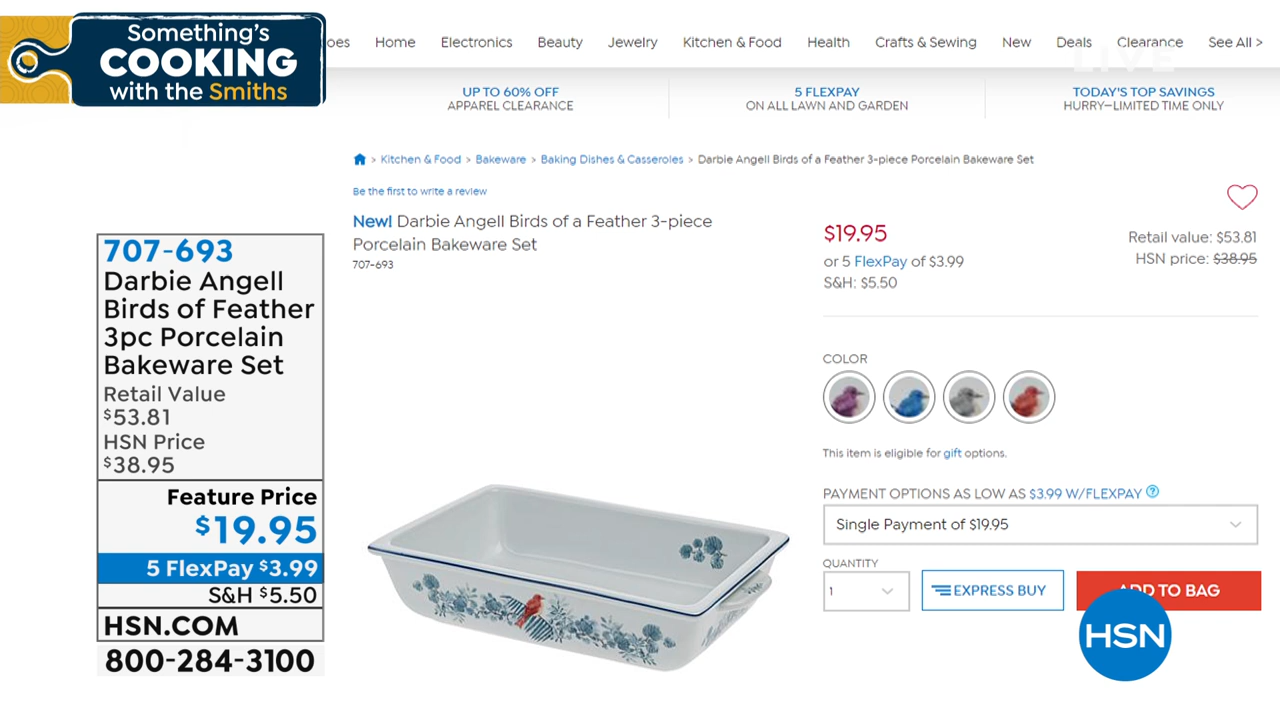 Something's
COOKING
with the Smiths
oes Home Electronics Beauty Jewelry Kitchen & Food Health Crafts & Sewing New Deals Clearance See All >
LIVE
UP TO 60% OFF
APPAREL CLEARANCE
5 FLEXPAY
ON ALL LAWN AND GARDEN
TODAY'S TOP SAVINGS
HURRY—LIMITED TIME ONLY
> Kitchen & Food > Bakeware > Baking Dishes & Casseroles > Darbie Angell Birds of a Feather 3-piece Porcelain Bakeware Set
Be the first to write a review
New! Darbie Angell Birds of a Feather 3-piece
Porcelain Bakeware Set
707-693
$19.95
or 5 FlexPay of $3.99
S&H: $5.50
Retail value: $53.81
HSN price: $38.95
COLOR
This item is eligible for gift options.
PAYMENT OPTIONS AS LOW AS $3.99 W/FLEXPAY ?
Single Payment of $19.95
QUANTITY
1
EXPRESS BUY
ADD TO BAG
HSN
707-693
Darbie Angell
Birds of Feather
3pc Porcelain
Bakeware Set
Retail Value
$53.81
HSN Price
$38.95
Feature Price
$19.95
5 FlexPay $3.99
S&H $5.50
HSN.COM
800-284-3100